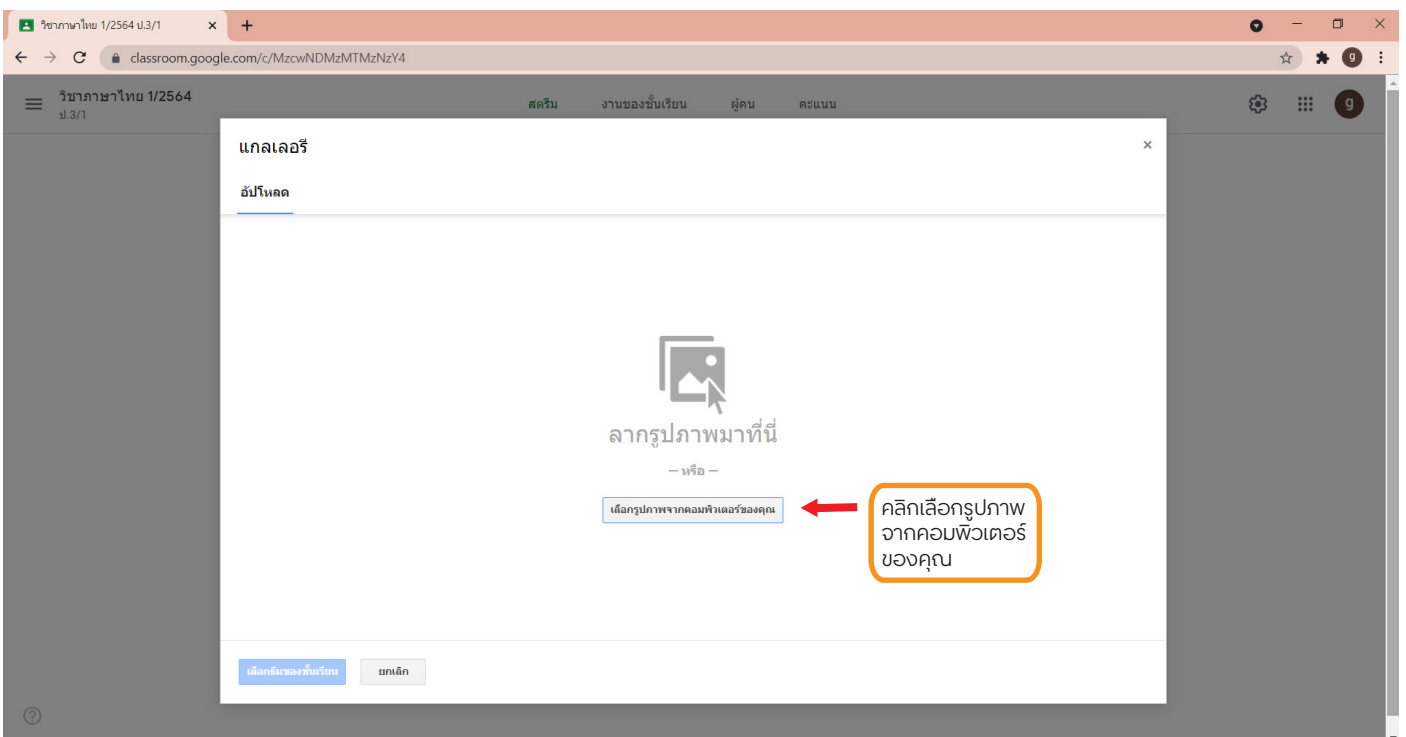 วิชาภาษาไทย 1/2564 ป.3/1
classroom.google.com/c/MzcwNDMzMTMzNzY4
g
วิชาภาษาไทย 1/2564
ป.3/1
สตรีม งานของชั้นเรียน ผู้คน คะแนน
g
แกลเลอรี
อัปโหลด
ลากรูปภาพมาที่นี่
– หรือ –
เลือกรูปภาพจากคอมพิวเตอร์ของคุณ
คลิกเลือกรูปภาพ
จากคอมพิวเตอร์
ของคุณ
เลือกธีมของชั้นเรียน ยกเลิก